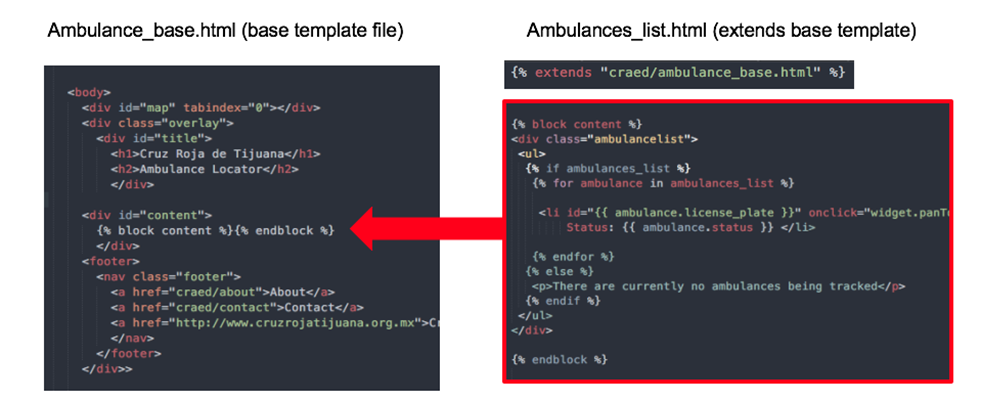 Ambulance_base.html (base template file)
<body>
<div id="map" tabindex="0"></div>
<div class="overlay">
<div id="title">
<h1>Cruz Roja de Tijuana</h1>
<h2>Ambulance Locator</h2>
</div>
<div id="content">
{% block content %}{% endblock %}
</div>
<footer>
<nav class="footer">
<a href="craed/about">About</a>
<a href="craed/contact">Contact</a>
<a href="http://www.cruzrojatijuana.org.mx">C
</nav>
</footer>
</div>>
Ambulances_list.html (extends base template)
{% extends "craed/ambulance_base.html" %}
{% block content %}
<div class="ambulancelist">
<ul>
{% if ambulances_list %}
{% for ambulance in ambulances_list %}
<li id="{{ ambulance.license_plate }}" onclick="widget.panT
Status: {{ ambulance.status }} </li>
{% endfor %}
{% else %}
<p>There are currently no ambulances being tracked</p>
{% endif %}
</ul>
</div>
{% endblock %}